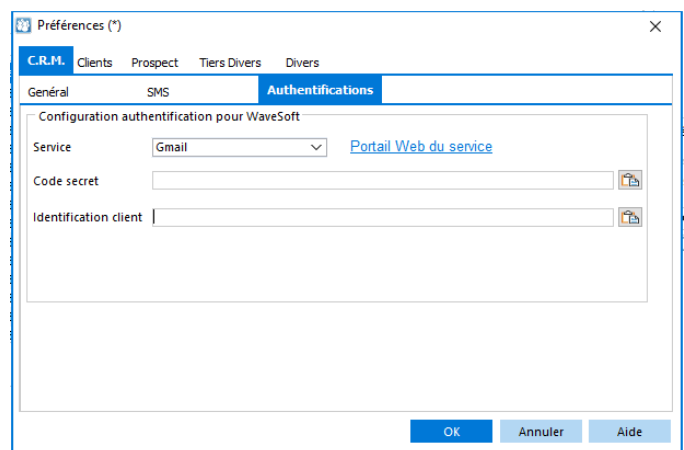 Préférences (*)
C.R.M. Clients Prospect Tiers Divers Divers
Genéral SMS Authentifications
Configuration authentification pour WaveSoft
Service Gmail Portail Web du service
Code secret
Identification client
OK Annuler Aide